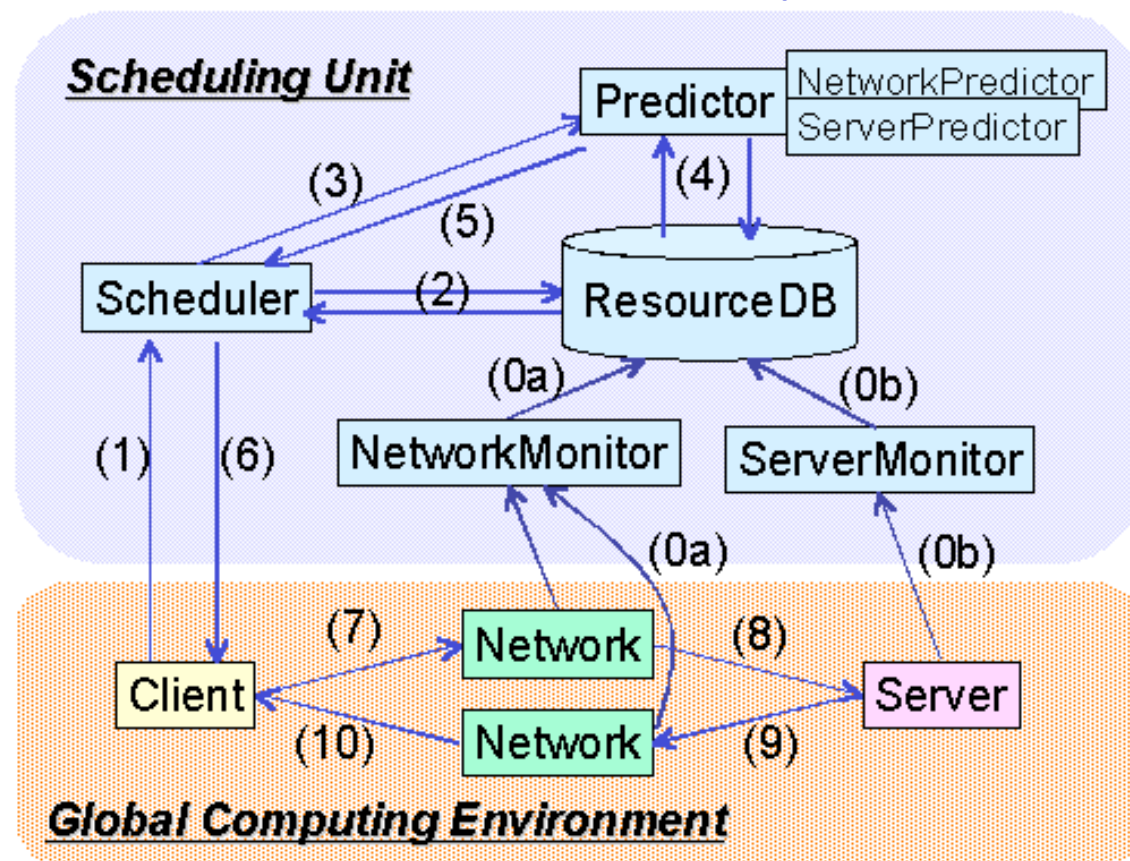 Scheduling Unit
Predictor
NetworkPredictor
ServerPredictor
(3)
(4)
(5)
Scheduler
(2)
ResourceDB
(0a)
(0b)
(1)
(6)
NetworkMonitor
ServerMonitor
(0a)
(0b)
(7)
Network
(8)
Client
Server
(10)
Network
(9)
Global Computing Environment